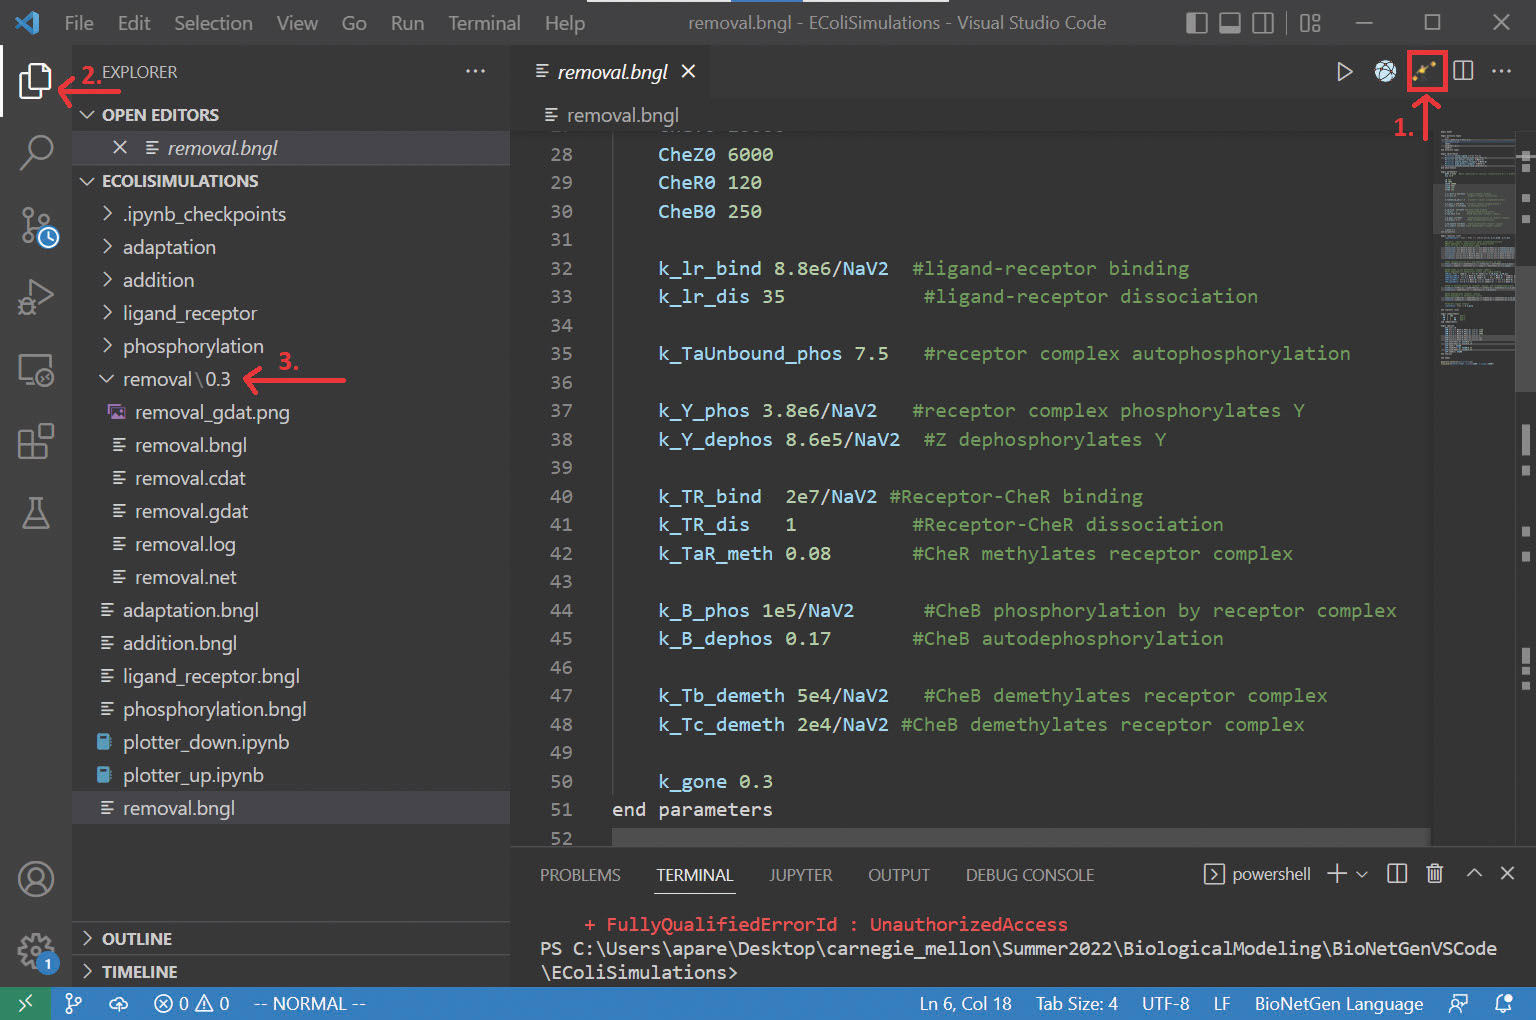 File Edit Selection View Go Run Terminal Help removal.bngl - EColiSimulations - Visual Studio Code
2. EXPLORER
OPEN EDITORS
removal.bngl
ECOLISIMULATIONS
.ipynb_checkpoints
adaptation
addition
ligand_receptor
phosphorylation
removal\0.3 3.
removal_gdat.png
removal.bngl
removal.cdat
removal.gdat
removal.log
removal.net
adaptation.bngl
addition.bngl
ligand_receptor.bngl
phosphorylation.bngl
plotter_down.ipynb
plotter_up.ipynb
removal.bngl
OUTLINE
TIMELINE
removal.bngl
1.
removal.bngl
28 CheZ0 6000
29 CheR0 120
30 CheB0 250
31
32 k_lr_bind 8.8e6/NaV2 #ligand-receptor binding
33 k_lr_dis 35 #ligand-receptor dissociation
34
35 k_TaUnbound_phos 7.5 #receptor complex autophosphorylation
36
37 k_Y_phos 3.8e6/NaV2 #receptor complex phosphorylates Y
38 k_Y_dephos 8.6e5/NaV2 #Z dephosphorylates Y
39
40 k_TR_bind 2e7/NaV2 #Receptor-CheR binding
41 k_TR_dis 1 #Receptor-CheR dissociation
42 k_TaR_meth 0.08 #CheR methylates receptor complex
43
44 k_B_phos 1e5/NaV2 #CheB phosphorylation by receptor complex
45 k_B_dephos 0.17 #CheB autodephosphorylation
46
47 k_Tb_demeth 5e4/NaV2 #CheB demethylates receptor complex
48 k_Tc_demeth 2e4/NaV2 #CheB demethylates receptor complex
49
50 k_gone 0.3
51 end parameters
52
PROBLEMS TERMINAL JUPYTER OUTPUT DEBUG CONSOLE powershell
+ FullyQualifiedErrorId : UnauthorizedAccess
PS C:\Users\apare\Desktop\carnegie_mellon\Summer2022\BiologicalModeling\BioNetGenVSCode
\EColiSimulations>
1
0 0 -- NORMAL -- Ln 6, Col 18 Tab Size: 4 UTF-8 LF BioNetGen Language